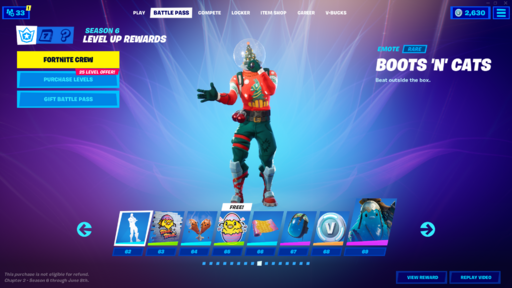 33
PLAY
BATTLE PASS
COMPETE
LOCKER
ITEM SHOP
CAREER
V-BUCKS
2,630
SEASON 6
LEVEL UP REWARDS
FORTNITE CREW
25 LEVEL OFFER!
PURCHASE LEVELS
GIFT BATTLE PASS
EMOTE
RARE
BOOTS 'N' CATS
Beat outside the box.
FREE!
62
63
64
65
66
67
68
69
This purchase is not eligible for refund.
Chapter 2 - Season 6 through June 8th.
VIEW REWARD
REPLAY VIDEO